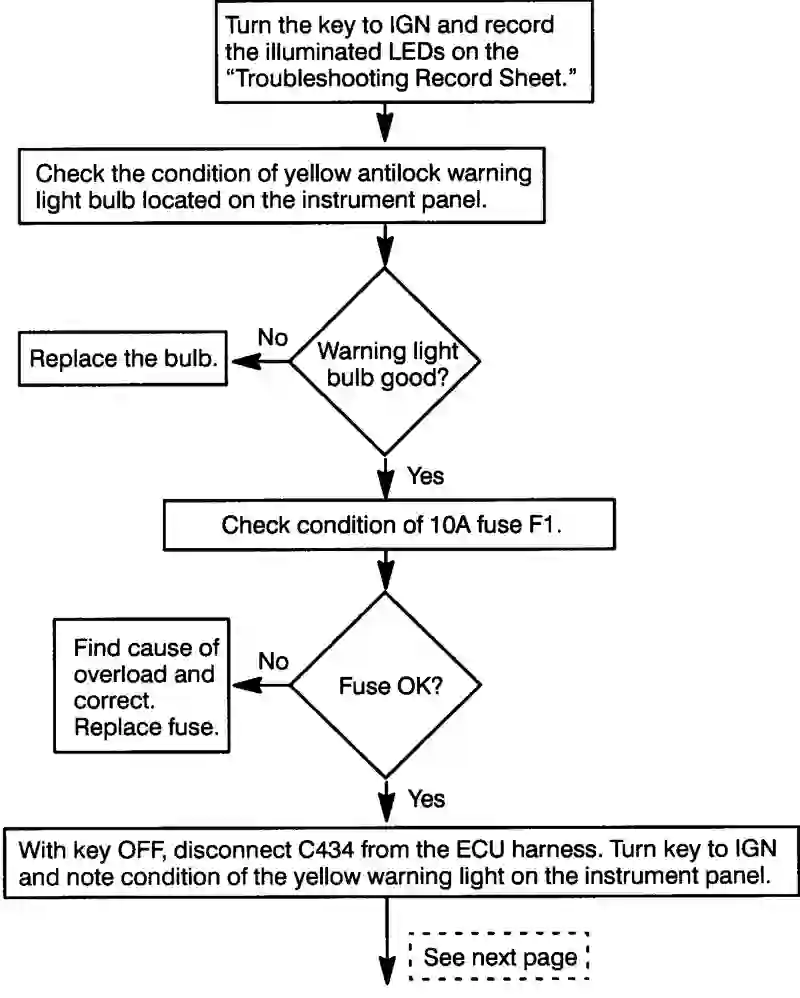 Turn the key to IGN and record
the illuminated LEDs on the
“Troubleshooting Record Sheet.”
Check the condition of yellow antilock warning
light bulb located on the instrument panel.
No
Replace the bulb.
Warning light
bulb good?
Yes
Check condition of 10A fuse F1.
Find cause of
overload and
correct.
Replace fuse.
No
Fuse OK?
Yes
With key OFF, disconnect C434 from the ECU harness. Turn key to IGN
and note condition of the yellow warning light on the instrument panel.
See next page